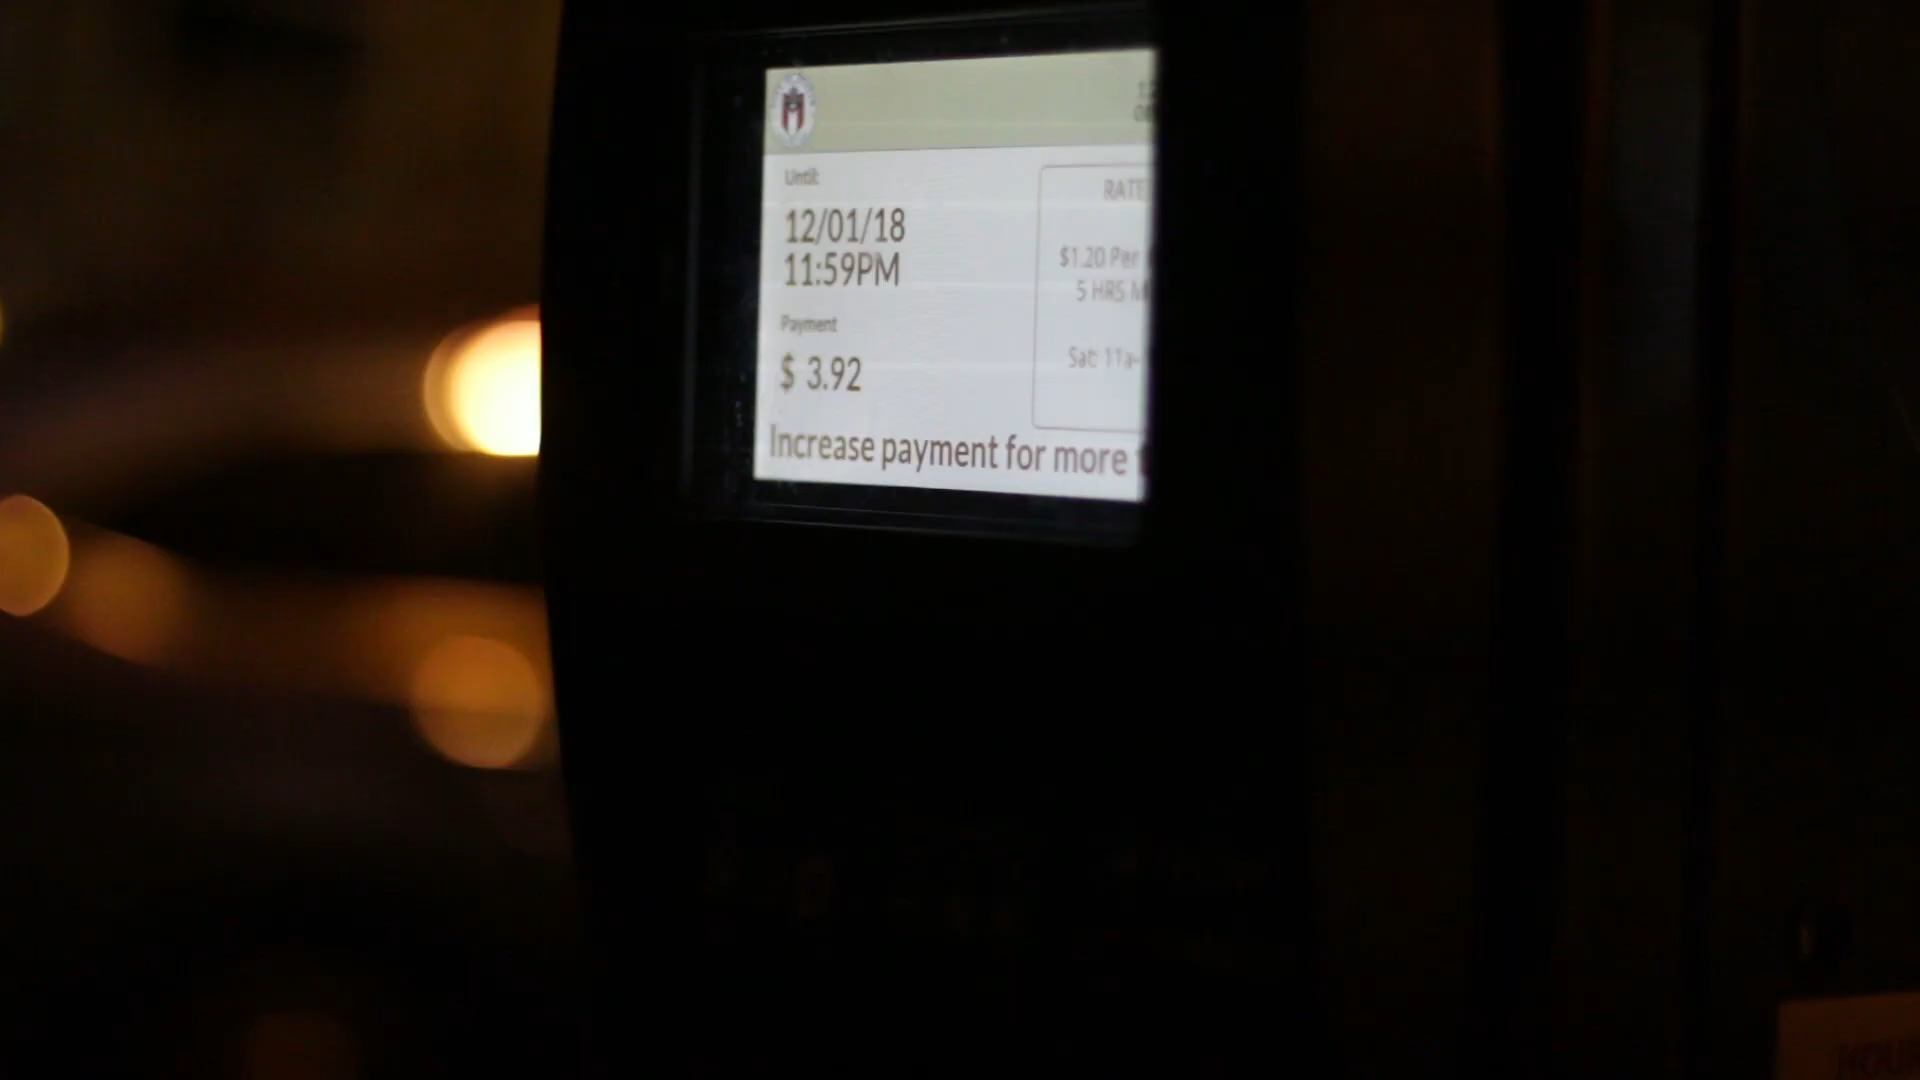 Until:
12/01/18
11:59PM
Payment
$ 3.92
Increase payment for more
RATE
$1.20 Per
5 HRS M
Sat: 11a-
HOUR